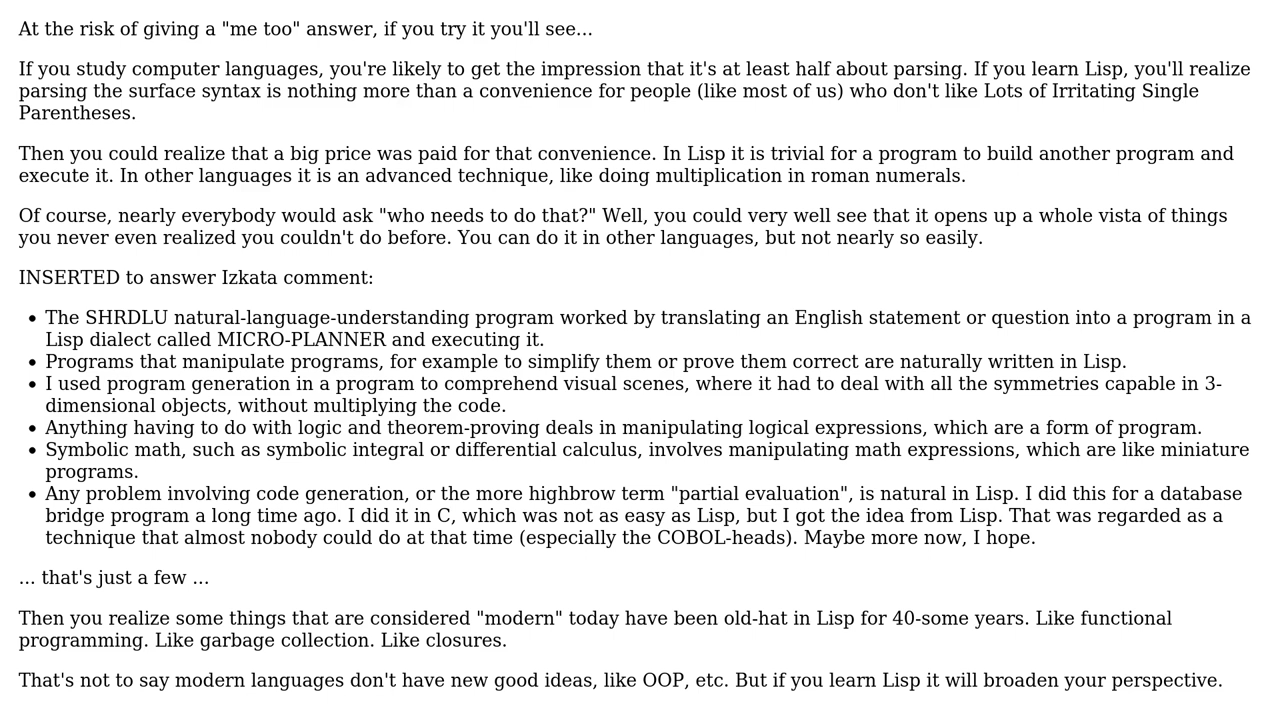 At the risk of giving a "me too" answer, if you try it you'll see...
If you study computer languages, you're likely to get the impression that it's at least half about parsing. If you learn Lisp, you'll realize
parsing the surface syntax is nothing more than a convenience for people (like most of us) who don't like Lots of Irritating Single
Parentheses.
Then you could realize that a big price was paid for that convenience. In Lisp it is trivial for a program to build another program and
execute it. In other languages it is an advanced technique, like doing multiplication in roman numerals.
Of course, nearly everybody would ask "who needs to do that?" Well, you could very well see that it opens up a whole vista of things
you never even realized you couldn't do before. You can do it in other languages, but not nearly so easily.
INSERTED to answer Izkata comment:
• The SHRDLU natural-language-understanding program worked by translating an English statement or question into a program in a
Lisp dialect called MICRO-PLANNER and executing it.
• Programs that manipulate programs, for example to simplify them or prove them correct are naturally written in Lisp.
• I used program generation in a program to comprehend visual scenes, where it had to deal with all the symmetries capable in 3-
dimensional objects, without multiplying the code.
• Anything having to do with logic and theorem-proving deals in manipulating logical expressions, which are a form of program.
• Symbolic math, such as symbolic integral or differential calculus, involves manipulating math expressions, which are like miniature
programs.
• Any problem involving code generation, or the more highbrow term "partial evaluation", is natural in Lisp. I did this for a database
bridge program a long time ago. I did it in C, which was not as easy as Lisp, but I got the idea from Lisp. That was regarded as a
technique that almost nobody could do at that time (especially the COBOL-heads). Maybe more now, I hope.
... that's just a few ...
Then you realize some things that are considered "modern" today have been old-hat in Lisp for 40-some years. Like functional
programming. Like garbage collection. Like closures.
That's not to say modern languages don't have new good ideas, like OOP, etc. But if you learn Lisp it will broaden your perspective.